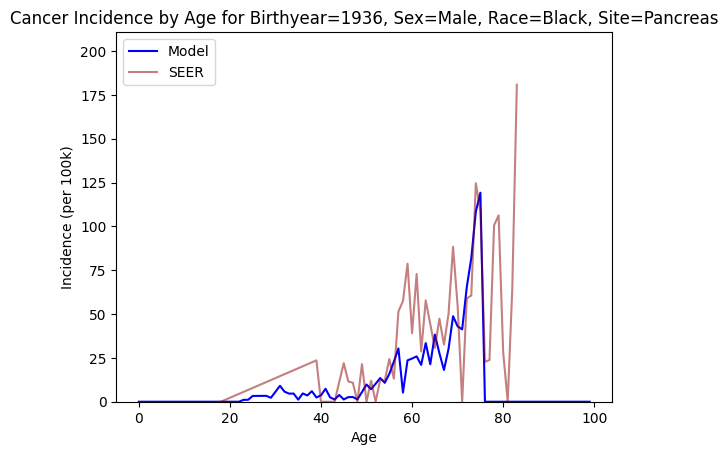 Cancer Incidence by Age for Birthyear=1936, Sex=Male, Race=Black, Site=Pancreas
Model
SEER
Incidence (per 100k)
200
175
150
125
100
75
50
25
0
0 20 40 60 80 100
Age